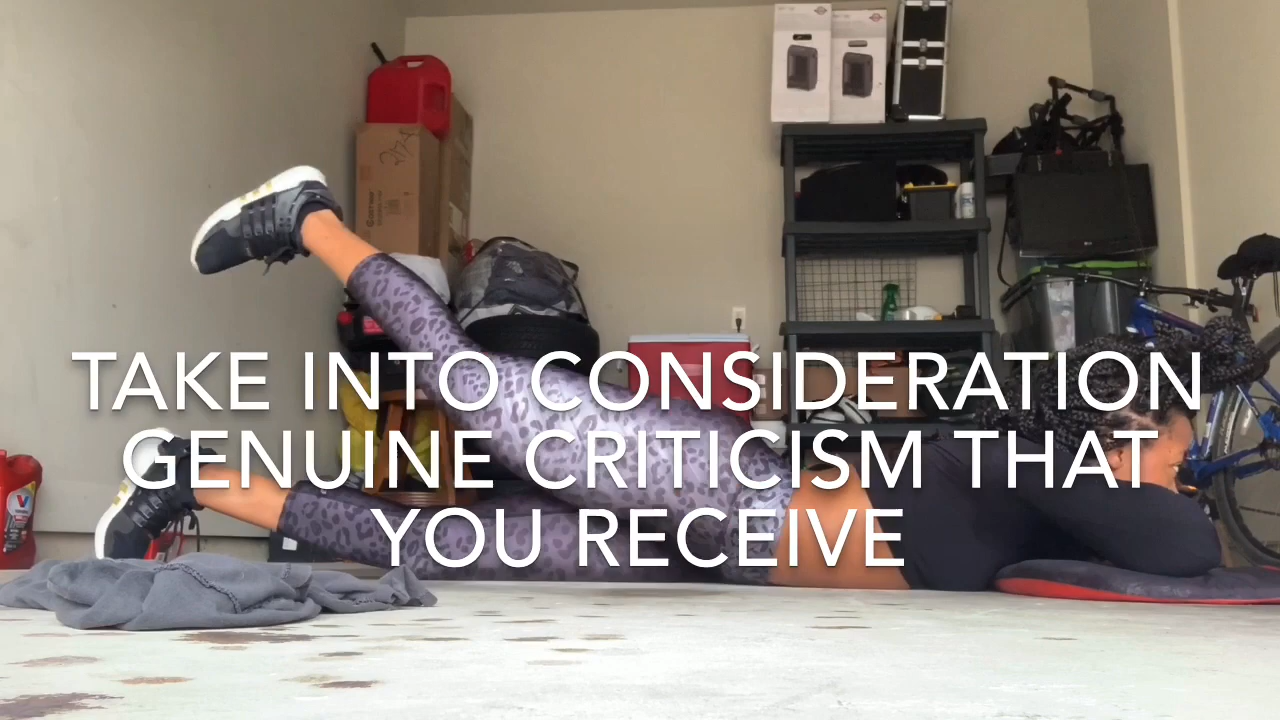 TAKE INTO CONSIDERATION
GENUINE CRITICISM THAT
YOU RECEIVE